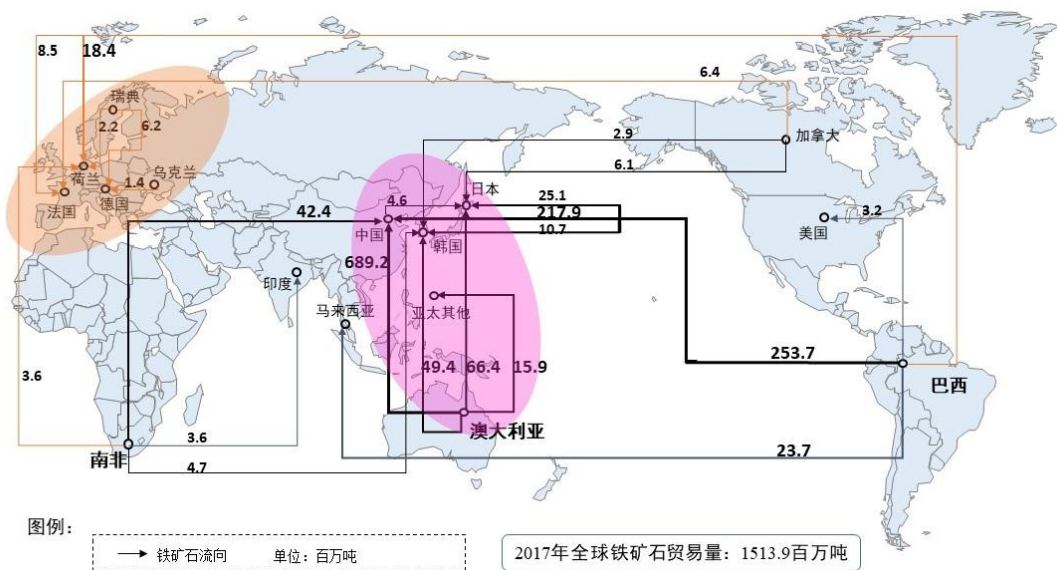 8.5
18.4
6.4
瑞典
2.2
6.2
2.9
加拿大
荷兰
1.4
乌克兰
6.1
法国
德国
日本
4.6
25.1
42.4
217.9
3.2
中国
10.7
美国
韩国
689.2
印度
马来西亚
亚太其他
253.7
3.6
49.4
66.4
15.9
巴西
澳大利亚
3.6
南非
4.7
23.7
图例：
铁矿石流向
单位：百万吨
2017年全球铁矿石贸易量：1513.9百万吨